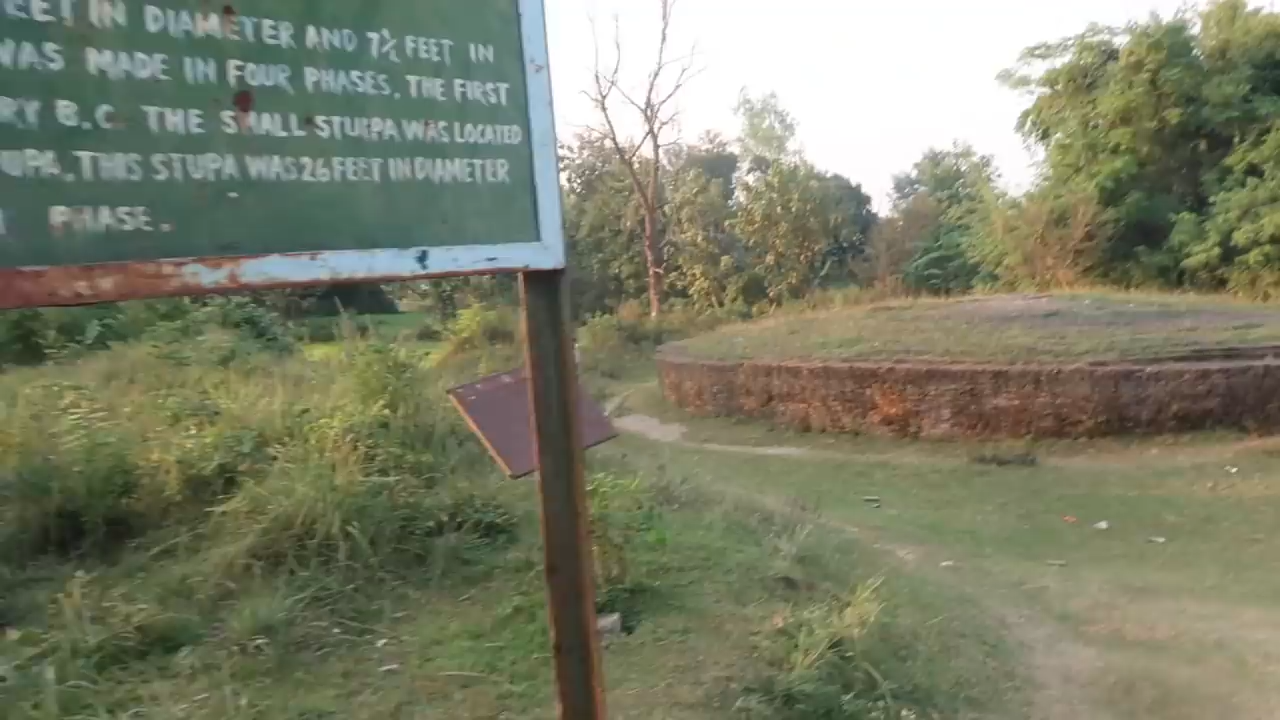 EET IN DIAMETER AND 7½ FEET IN
WAS MADE IN FOUR PHASES. THE FIRST
RY B.C. THE SMALL STUPA WAS LOCATED
UPA. THIS STUPA WAS 26 FEET IN DIAMETER
PHASE.